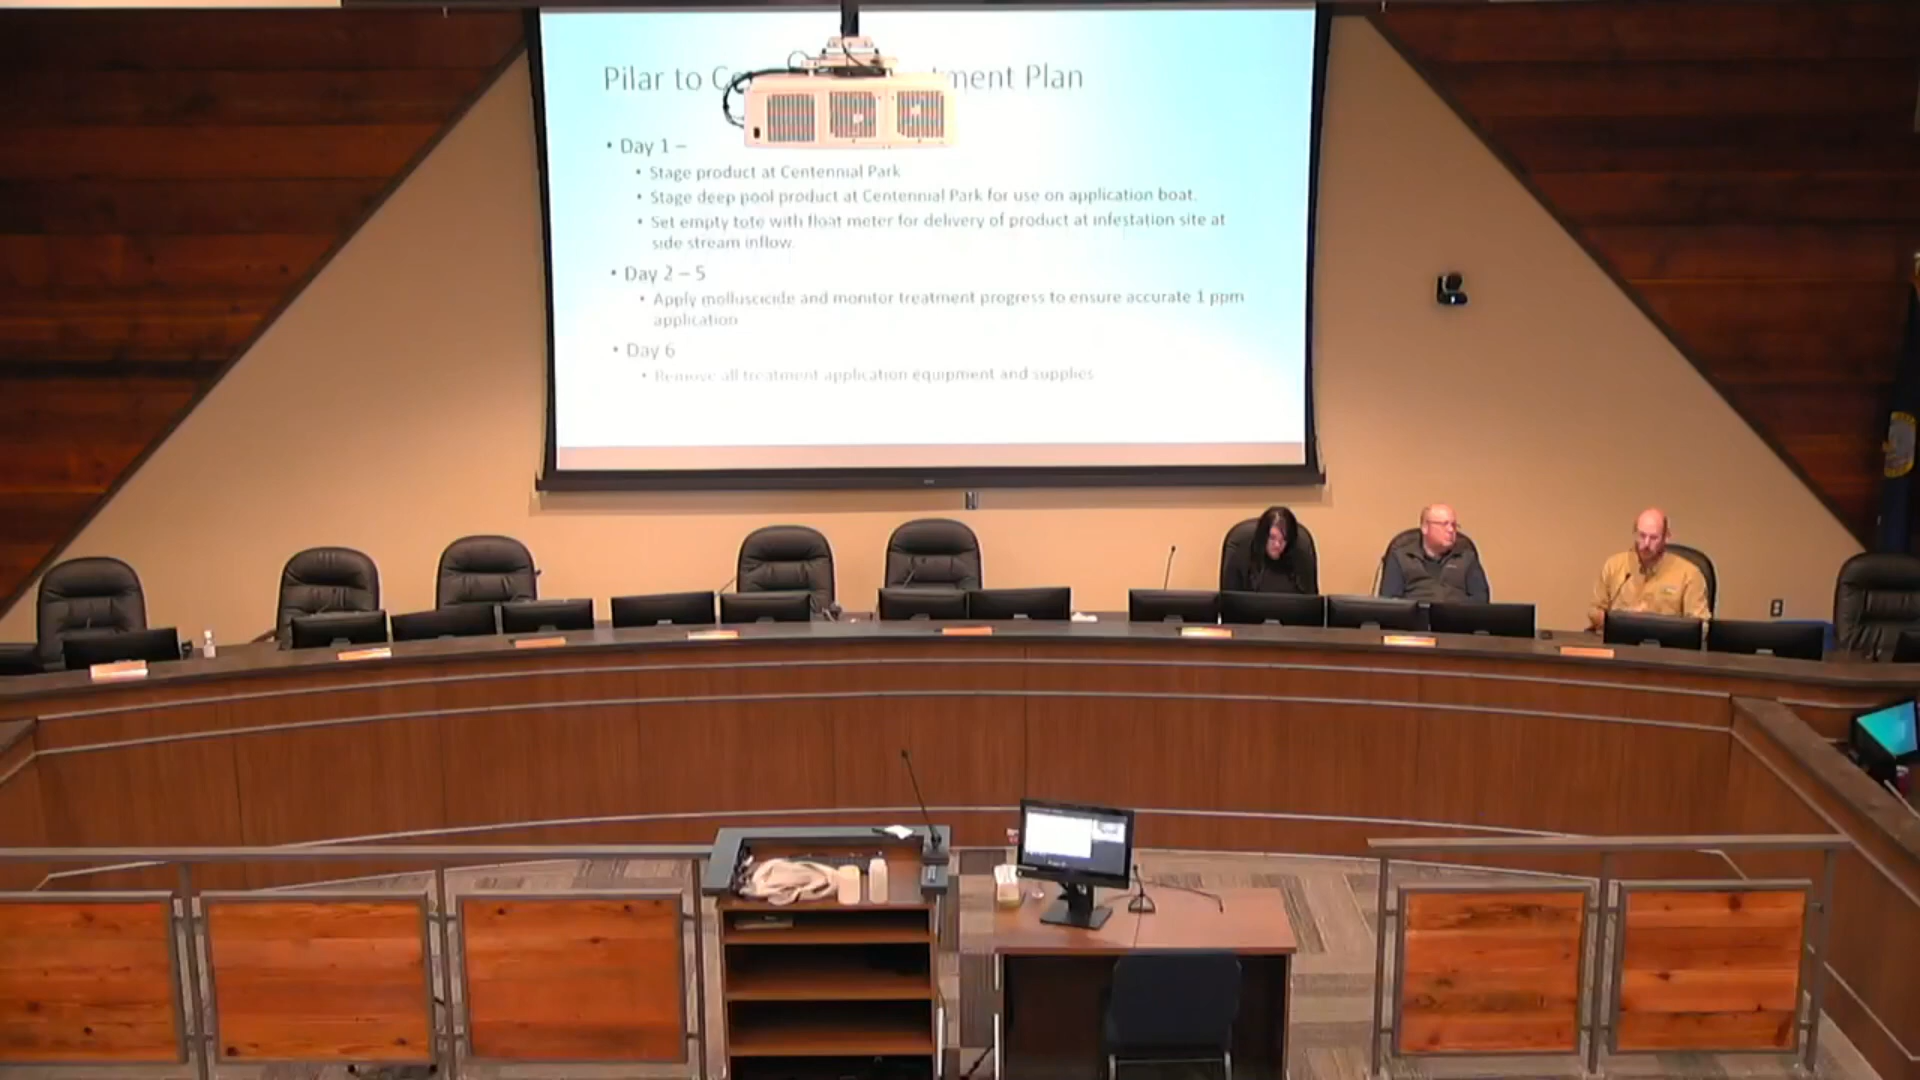 Pilar to ment Plan
• Day 1 –
• Stage product at Centennial Park
• Stage deep pool product at Centennial Park for use on application boat.
• Set empty tote with float meter for delivery of product at infestation site at
side stream inflow.
• Day 2 – 5
• Apply molluscicide and monitor treatment progress to ensure accurate 1 ppm
application
• Day 6
• Remove all treatment application equipment and supplies